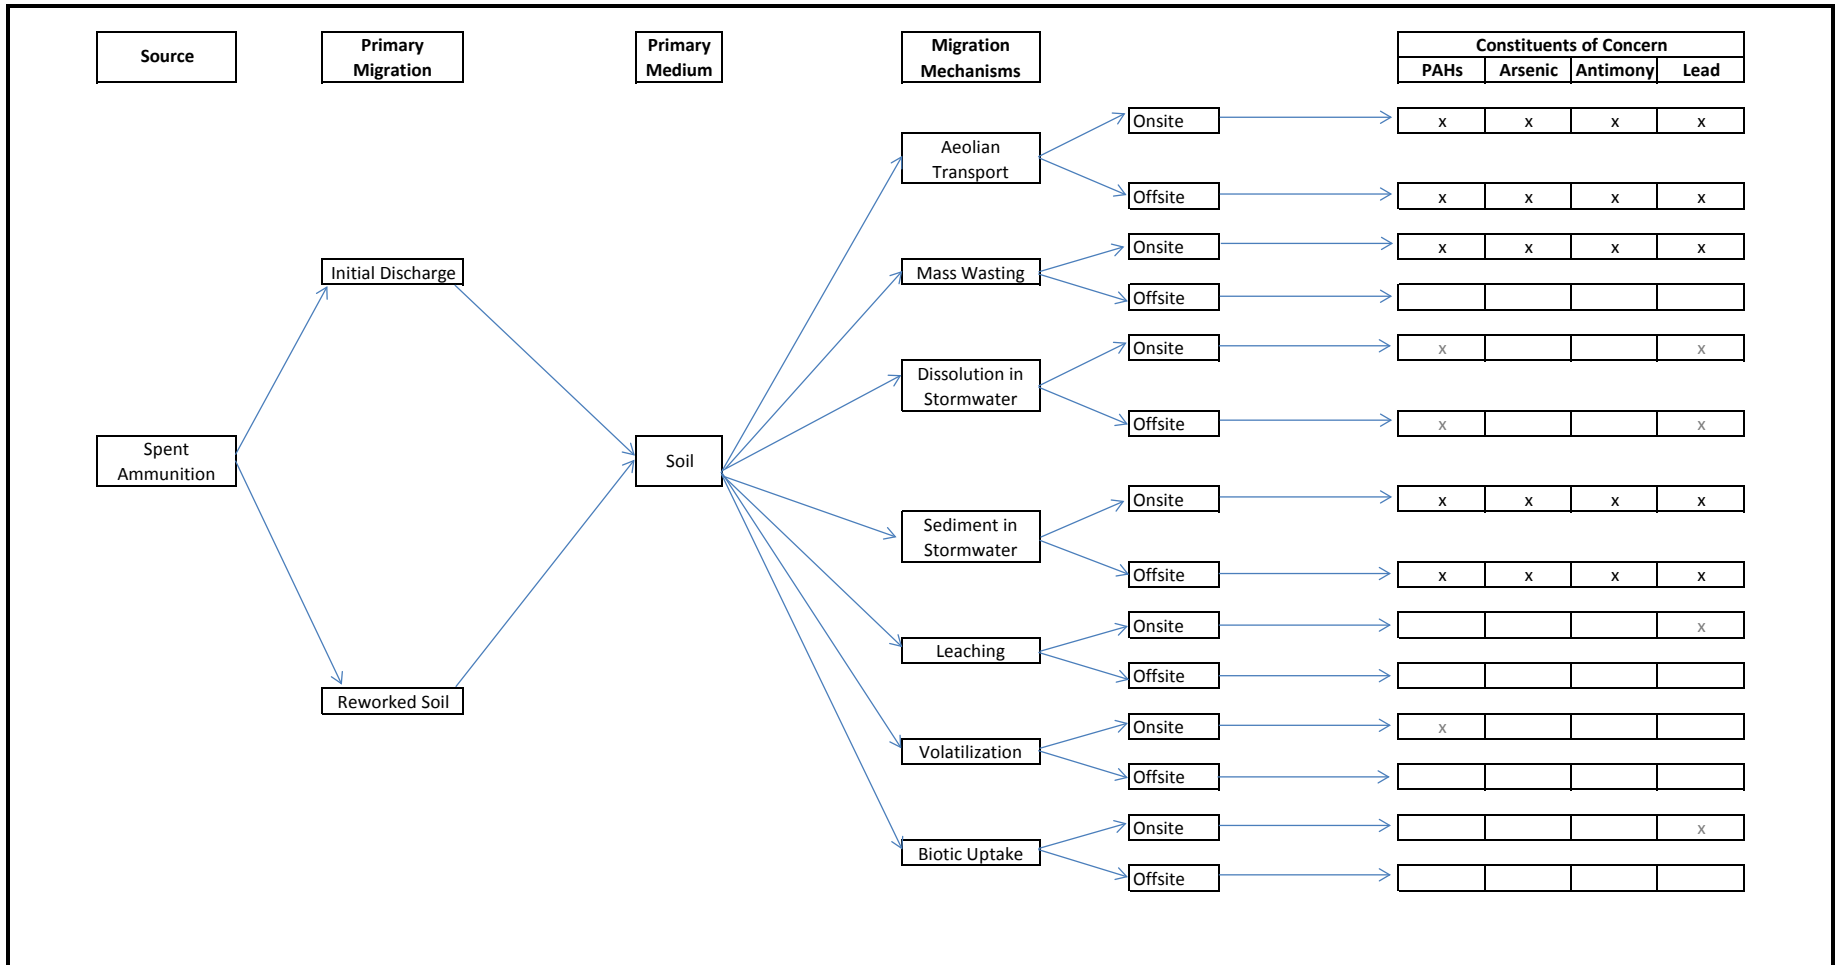 Source
Primary
Migration
Primary
Medium
Migration
Mechanisms
Constituents of Concern
PAHs Arsenic Antimony Lead
Onsite x x x x
Aeolian
Transport
Offsite x x x x
Onsite x x x x
Initial Discharge
Mass Wasting
Offsite
Onsite x x
Dissolution in
Stormwater
Offsite x x
Spent
Ammunition
Soil
Onsite x x x x
Sediment in
Stormwater
Offsite x x x x
Onsite x
Leaching
Offsite
Reworked Soil
Onsite x
Volatilization
Offsite
Onsite x
Biotic Uptake
Offsite